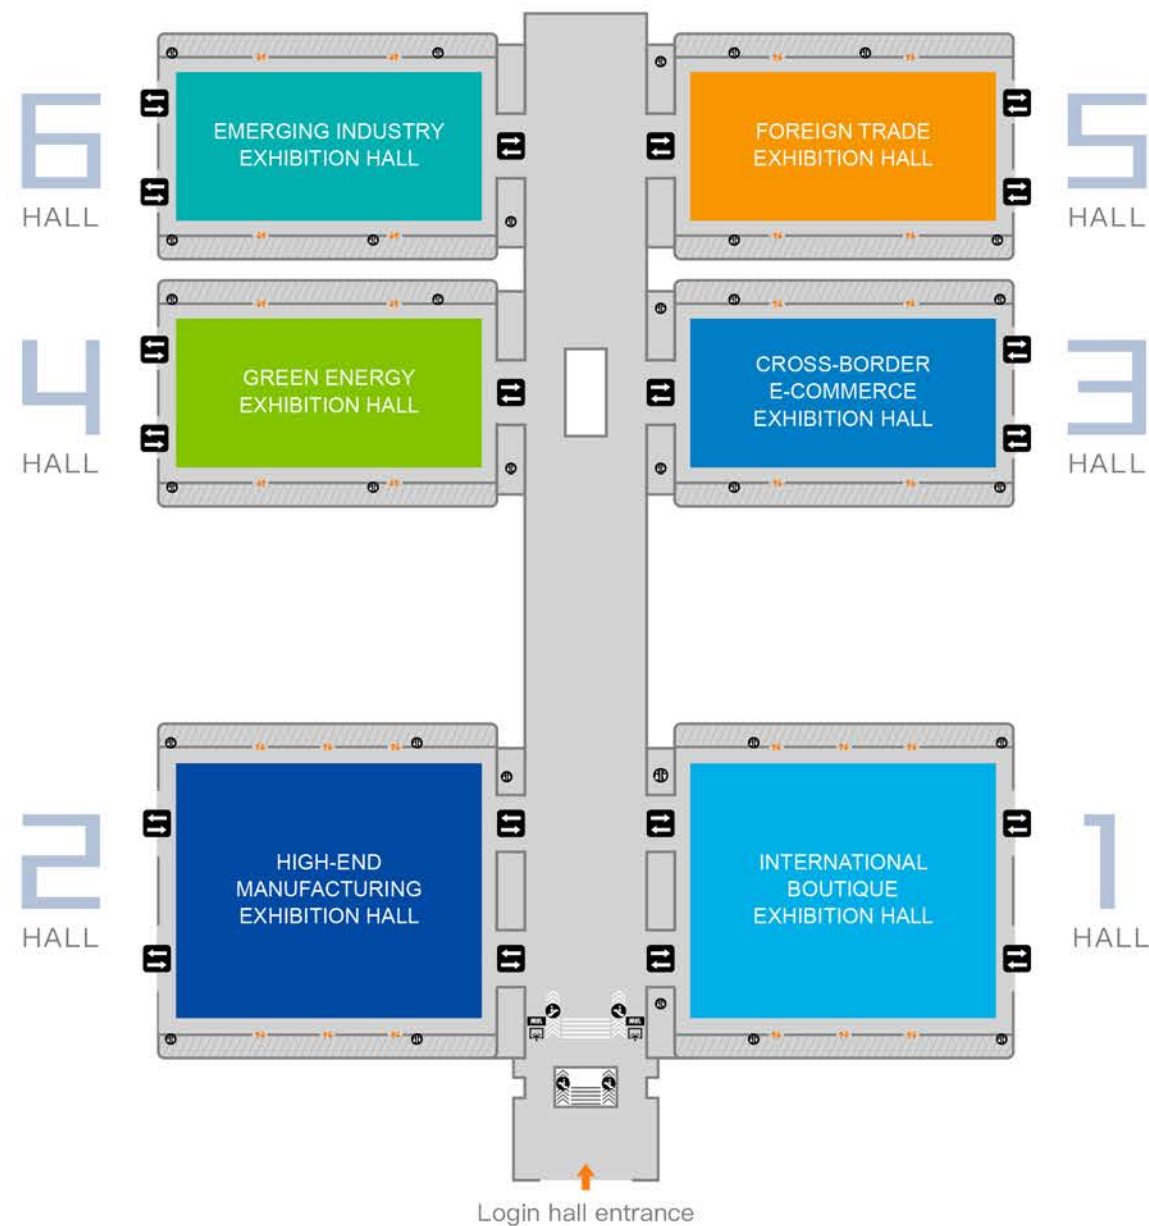 6
HALL
EMERGING INDUSTRY
EXHIBITION HALL
FOREIGN TRADE
EXHIBITION HALL
5
HALL
4
HALL
GREEN ENERGY
EXHIBITION HALL
CROSS-BORDER
E-COMMERCE
EXHIBITION HALL
3
HALL
2
HALL
HIGH-END
MANUFACTURING
EXHIBITION HALL
INTERNATIONAL
BOUTIQUE
EXHIBITION HALL
1
HALL
Login hall entrance